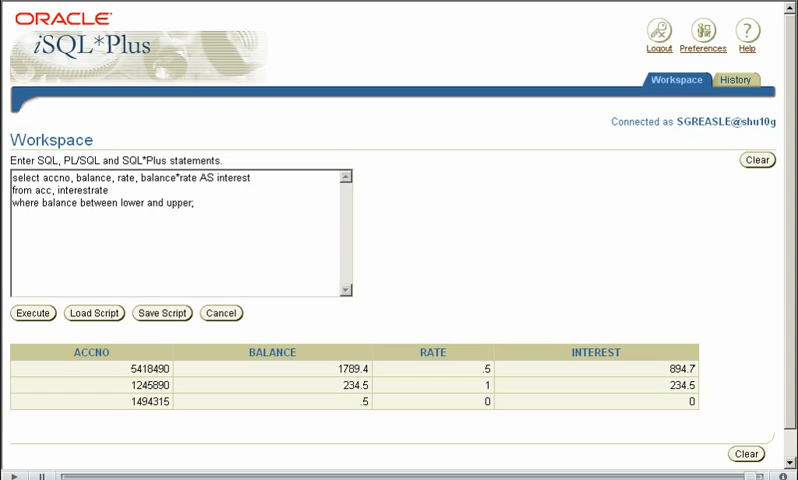 ORACLE
iSQL*Plus
Logout Preferences Help
Workspace History
Connected as SGREASLE@shu10g
Workspace
Enter SQL, PL/SQL and SQL*Plus statements.
Clear
select accno, balance, rate, balance*rate AS interest
from acc, interestrate
where balance between lower and upper;
Execute Load Script Save Script Cancel
ACCNO BALANCE RATE INTEREST
5418490 1789.4 .5 894.7
1245890 234.5 1 234.5
1494315 .5 0 0
Clear